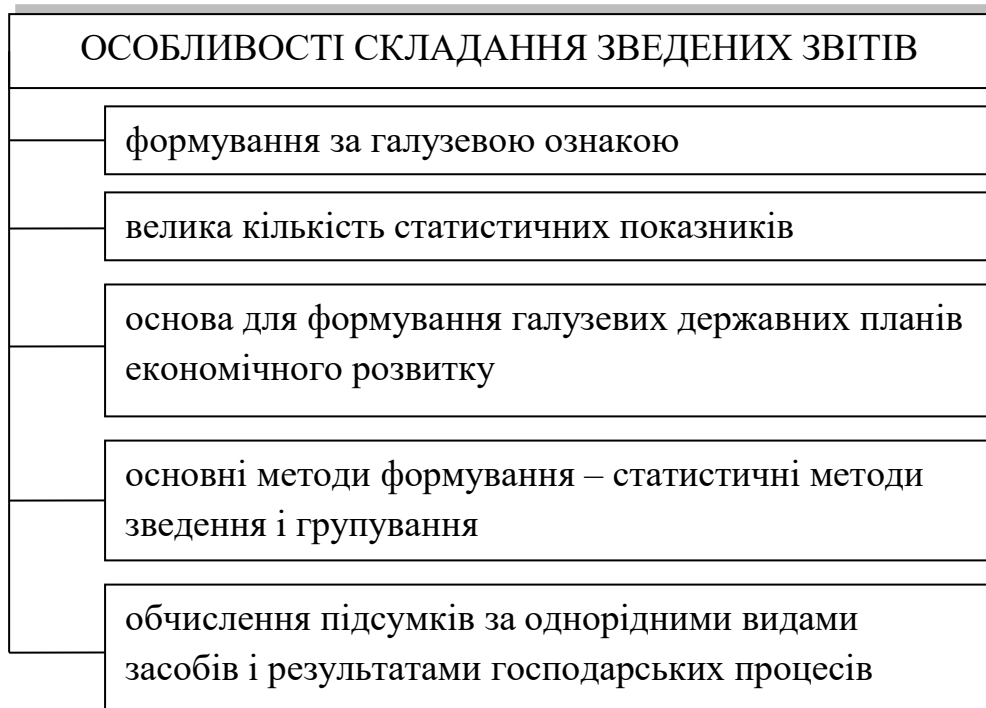 ОСОБЛИВОСТІ СКЛАДАННЯ ЗВЕДЕНИХ ЗВІТІВ
формування за галузевою ознакою
велика кількість статистичних показників
основа для формування галузевих державних планів
економічного розвитку
основні методи формування – статистичні методи
зведення і групування
обчислення підсумків за однорідними видами
засобів і результатами господарських процесів